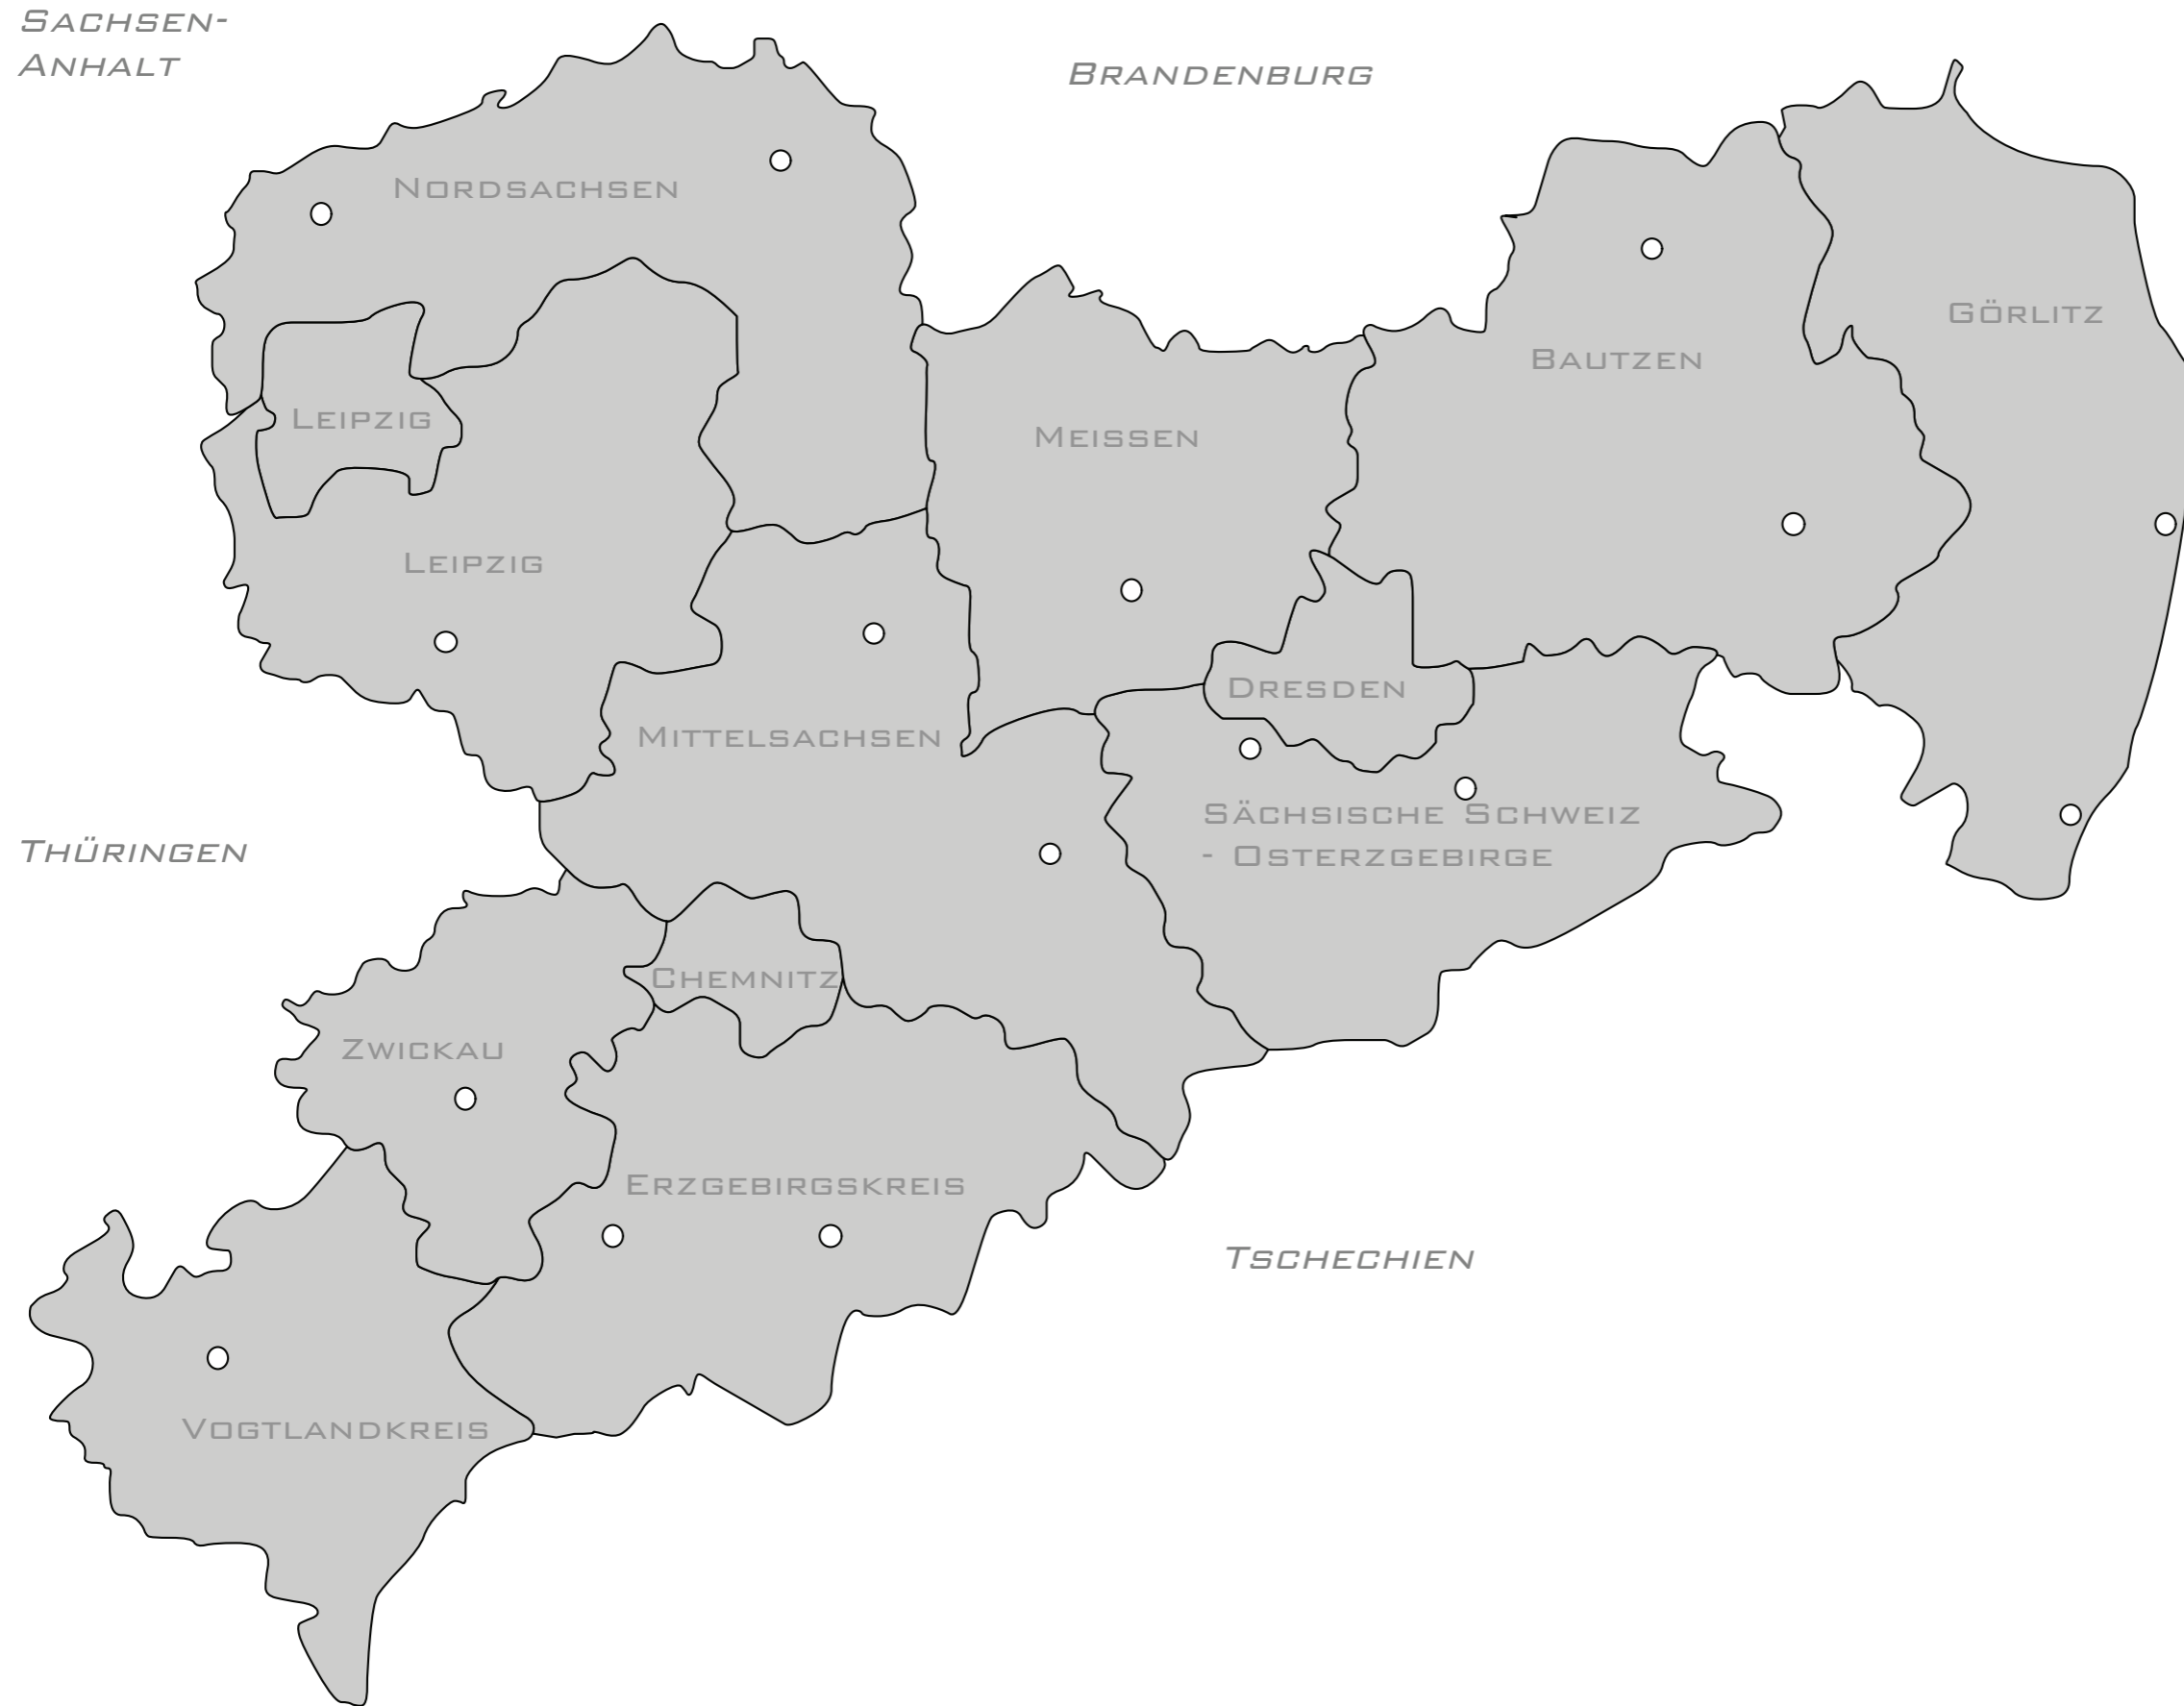 Sachsen-
Anhalt
Brandenburg
Nordsachsen
Görlitz
Bautzen
Leipzig
Meissen
Leipzig
Dresden
Mittelsachsen
Sächsische Schweiz
- Osterzgebirge
Thüringen
Chemnitz
Zwickau
Erzgebirgskreis
Tschechien
Vogtlandkreis